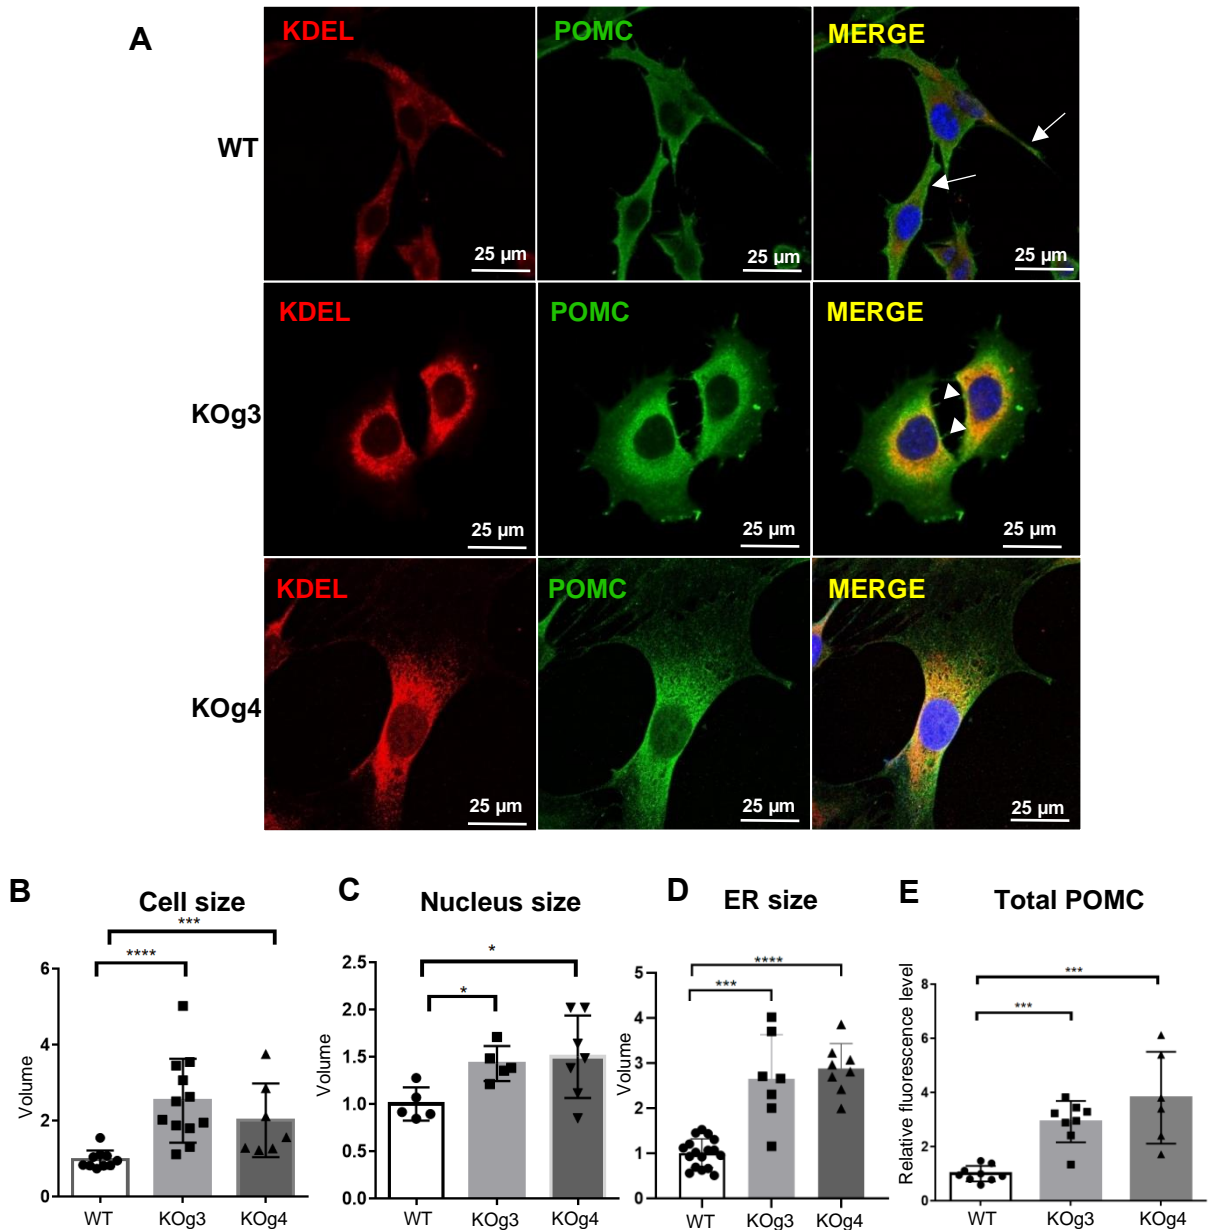 A
KDEL POMC MERGE
WT
25 µm 25 µm 25 µm
KDEL POMC MERGE
KOg3
25 µm 25 µm 25 µm
KDEL POMC MERGE
KOg4
25 µm 25 µm 25 µm
B Cell size
***
****
6
4
2
0
Volume
WT KOg3 KOg4
C Nucleus size
*
*
2.5
2.0
1.5
1.0
0.5
0.0
Volume
WT KOg3 KOg4
D ER size
****
***
5
4
3
2
1
0
Volume
WT KOg3 KOg4
E Total POMC
***
***
8
6
4
2
0
Relative fluorescence level
WT KOg3 KOg4